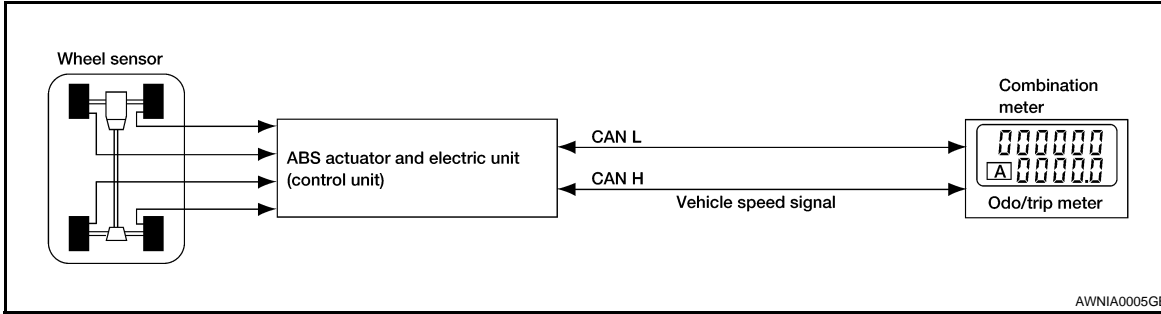 Wheel sensor
ABS actuator and electric unit
(control unit)
CAN L
CAN H
Vehicle speed signal
Combination
meter
000000
A 0000.0
Odo/trip meter